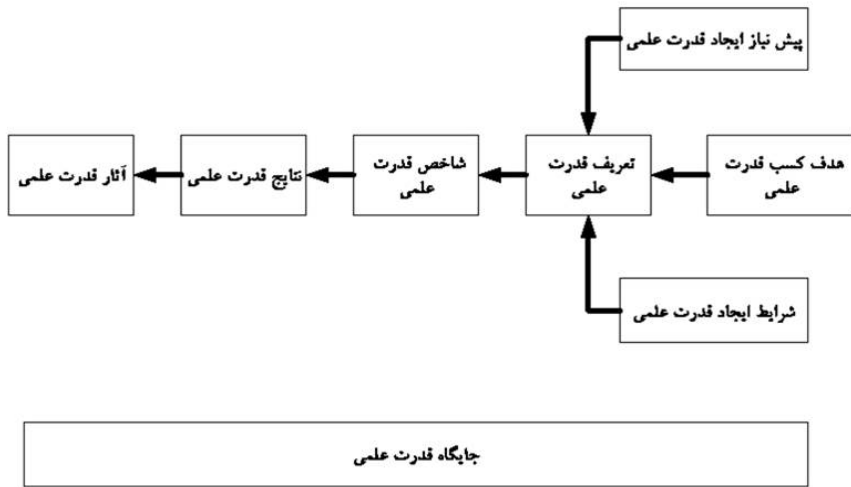 پیش نیاز ایجاد قدرت علمی
هدف کسب قدرت
علمی
تعریف قدرت
علمی
شاخص قدرت
علمی
نتایج قدرت علمی
آثار قدرت علمی
شرایط ایجاد قدرت علمی
جایگاه قدرت علمی